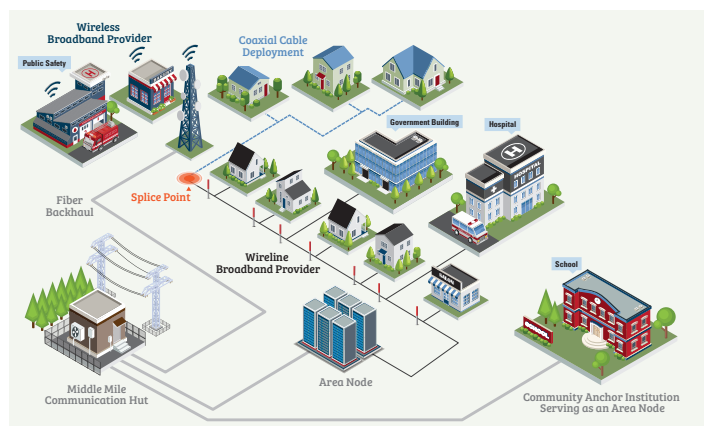 Wireless
Broadband Provider
Public Safety
Coaxial Cable
Deployment
Government Building
Hospital
HOSPITAL
H
H
Splice Point
Fiber
Backhaul
Wireline
Broadband Provider
School
SCHOOL
Area Node
Middle Mile
Communication Hut
Community Anchor Institution
Serving as an Area Node